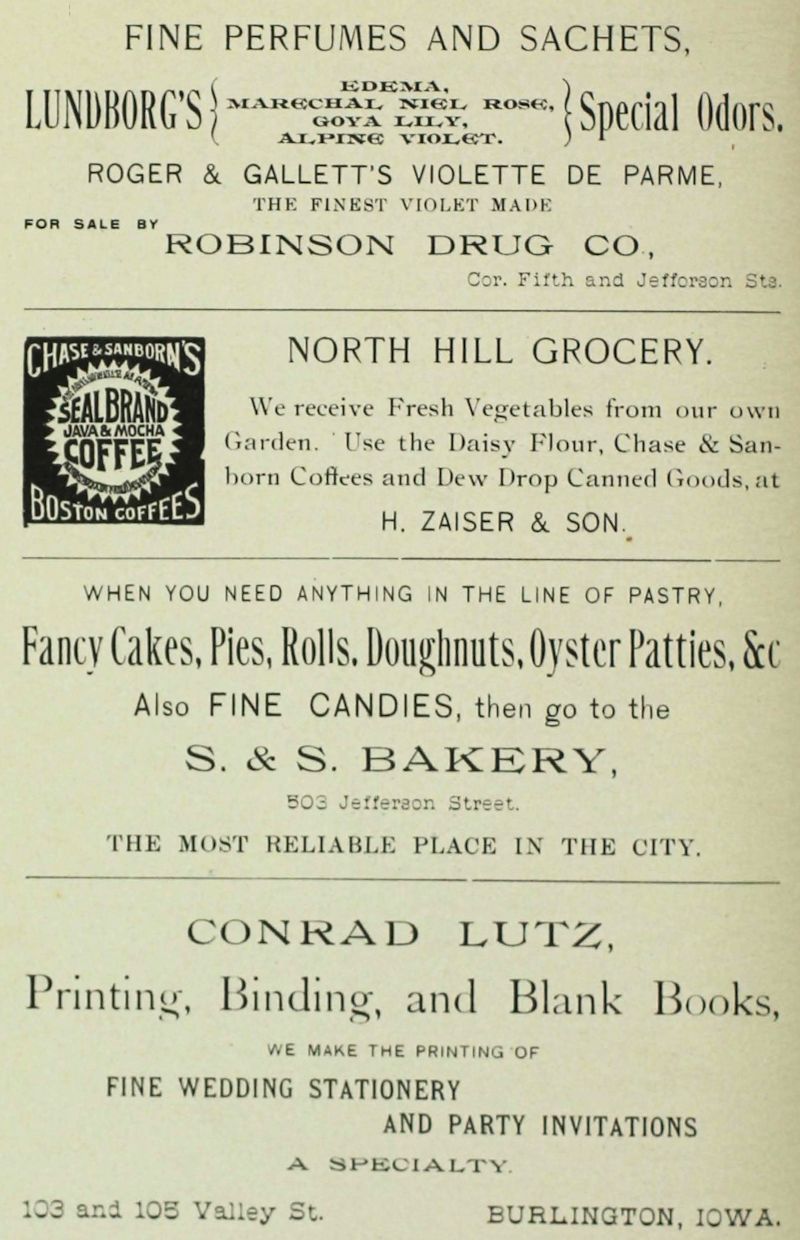 FINE PERFUMES AND SACHETS,
LUNDBORG'S { EDEMA, MARECHAL NIEL ROSE, GOYA LILY, ALPINE VIOLET. } Special Odors.
ROGER & GALLETT'S VIOLETTE DE PARME,
THE FINEST VIOLET MADE
FOR SALE BY
ROBINSON DRUG CO.,
Cor. Fifth and Jefferson Sts.
CHASE & SANBORN'S
SEAL BRAND
JAVA & MOCHA
COFFEE
BOSTON COFFEES
NORTH HILL GROCERY.
We receive Fresh Vegetables from our own
Garden. Use the Daisy Flour, Chase & San-
born Coffees and Dew Drop Canned Goods, at
H. ZAISER & SON.
WHEN YOU NEED ANYTHING IN THE LINE OF PASTRY,
Fancy Cakes, Pies, Rolls, Doughnuts, Oyster Patties, &c
Also FINE CANDIES, then go to the
S. & S. BAKERY,
503 Jefferson Street.
THE MOST RELIABLE PLACE IN THE CITY.
CONRAD LUTZ,
Printing, Binding, and Blank Books,
WE MAKE THE PRINTING OF
FINE WEDDING STATIONERY
AND PARTY INVITATIONS
A SPECIALTY.
103 and 105 Valley St.
BURLINGTON, IOWA.